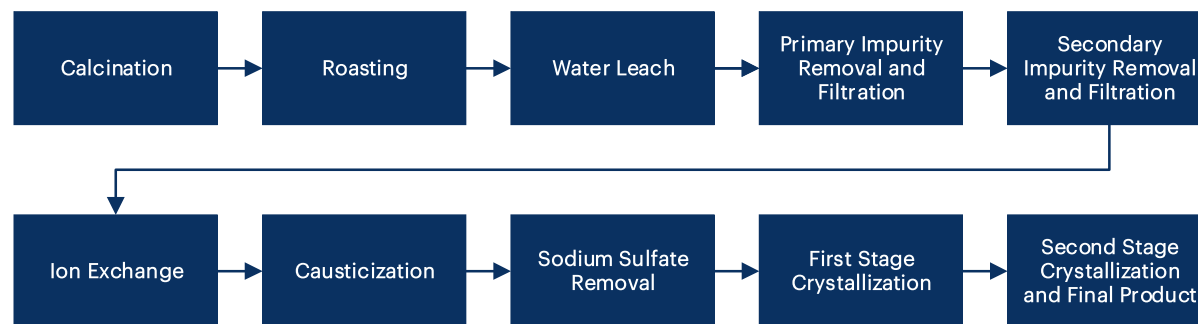 Calcination
Roasting
Water Leach
Primary Impurity
Removal and
Filtration
Secondary
Impurity Removal
and Filtration
Ion Exchange
Causticization
Sodium Sulfate
Removal
First Stage
Crystallization
Second Stage
Crystallization
and Final Product